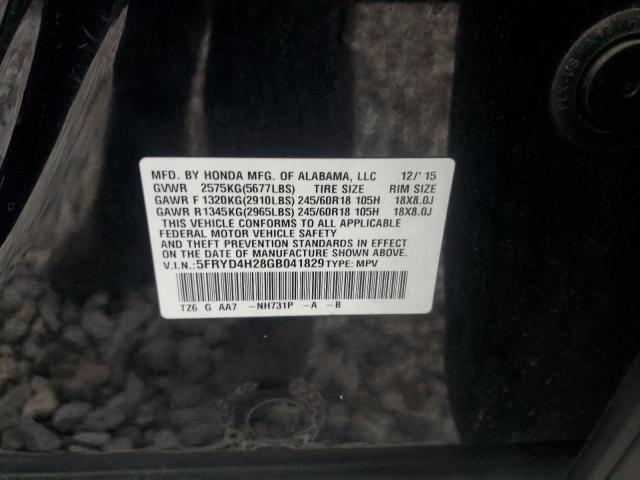 MFD. BY HONDA MFG. OF ALABAMA, LLC 12/'15
GVWR 2575KG(5677LBS) TIRE SIZE RIM SIZE
GAWR F 1320KG(2910LBS) 245/60R18 105H 18X8.0J
GAWR R1345KG(2965LBS) 245/60R18 105H 18X8.0J
THIS VEHICLE CONFORMS TO ALL APPLICABLE
FEDERAL MOTOR VEHICLE SAFETY
AND THEFT PREVENTION STANDARDS IN EFFECT
ON THE DATE OF MANUFACTURE SHOWN ABOVE.
V.I.N.:5FRYD4H28GB041829 TYPE: MPV
TZ6 G AA7 -NH731P -A -B